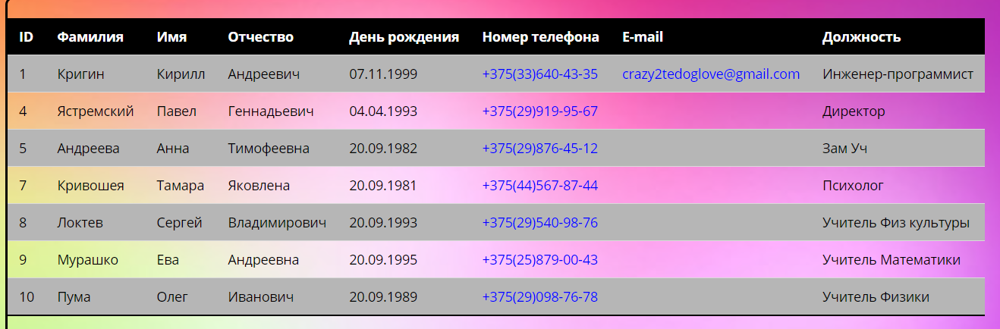 ID Фамилия Имя Отчество День рождения Номер телефона E-mail Должность
1 Кригин Кирилл Андреевич 07.11.1999 +375(33)640-43-35 crazy2tedoglove@gmail.com Инженер-программист
4 Ястремский Павел Геннадьевич 04.04.1993 +375(29)919-95-67 Директор
5 Андреева Анна Тимофеевна 20.09.1982 +375(29)876-45-12 Зам Уч
7 Кривошея Тамара Яковлена 20.09.1981 +375(44)567-87-44 Психолог
8 Локтев Сергей Владимирович 20.09.1993 +375(29)540-98-76 Учитель Физ культуры
9 Мурашко Ева Андреевна 20.09.1995 +375(25)879-00-43 Учитель Математики
10 Пума Олег Иванович 20.09.1989 +375(29)098-76-78 Учитель Физики